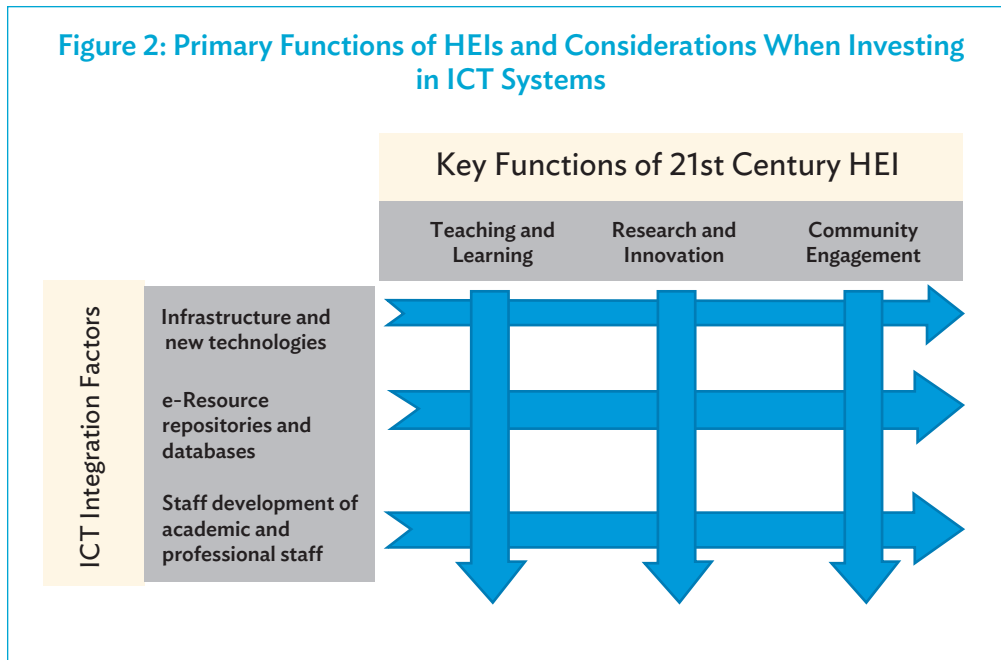 Figure 2: Primary Functions of HEIs and Considerations When Investing
in ICT Systems
Key Functions of 21st Century HEI
Teaching and
Learning
Research and
Innovation
Community
Engagement
ICT Integration Factors
Infrastructure and
new technologies
e-Resource
repositories and
databases
Staff development of
academic and
professional staff